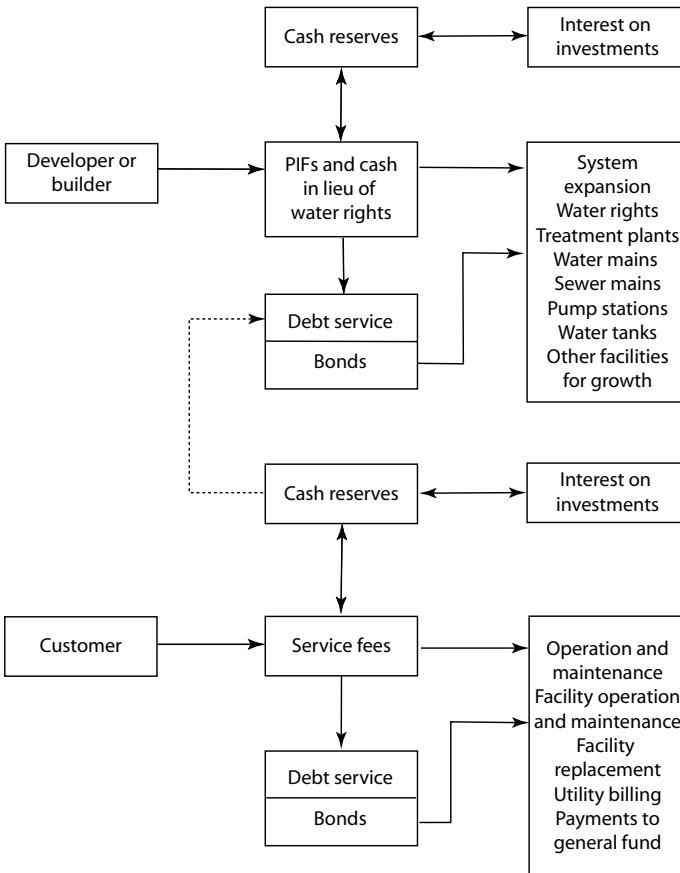 Cash reserves
Interest on
investments
Developer or
builder
PIFs and cash
in lieu of
water rights
System
expansion
Water rights
Treatment plants
Water mains
Sewer mains
Pump stations
Water tanks
Other facilities
for growth
Debt service
Bonds
Cash reserves
Interest on
investments
Customer
Service fees
Operation and
maintenance
Facility operation
and maintenance
Facility
replacement
Utility billing
Payments to
general fund
Debt service
Bonds